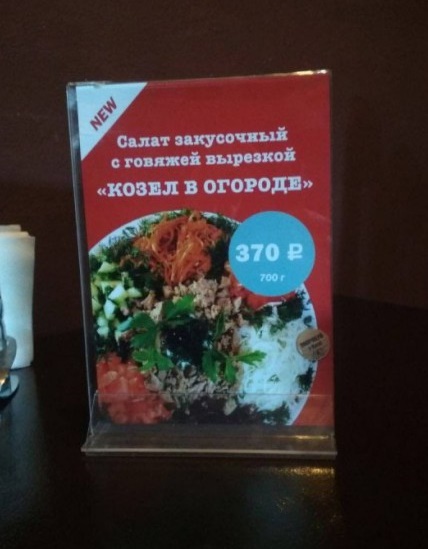 NEW
Салат закусочный
с говяжей вырезкой
«КОЗЕЛ В ОГОРОДЕ»
370 ₽
700 г